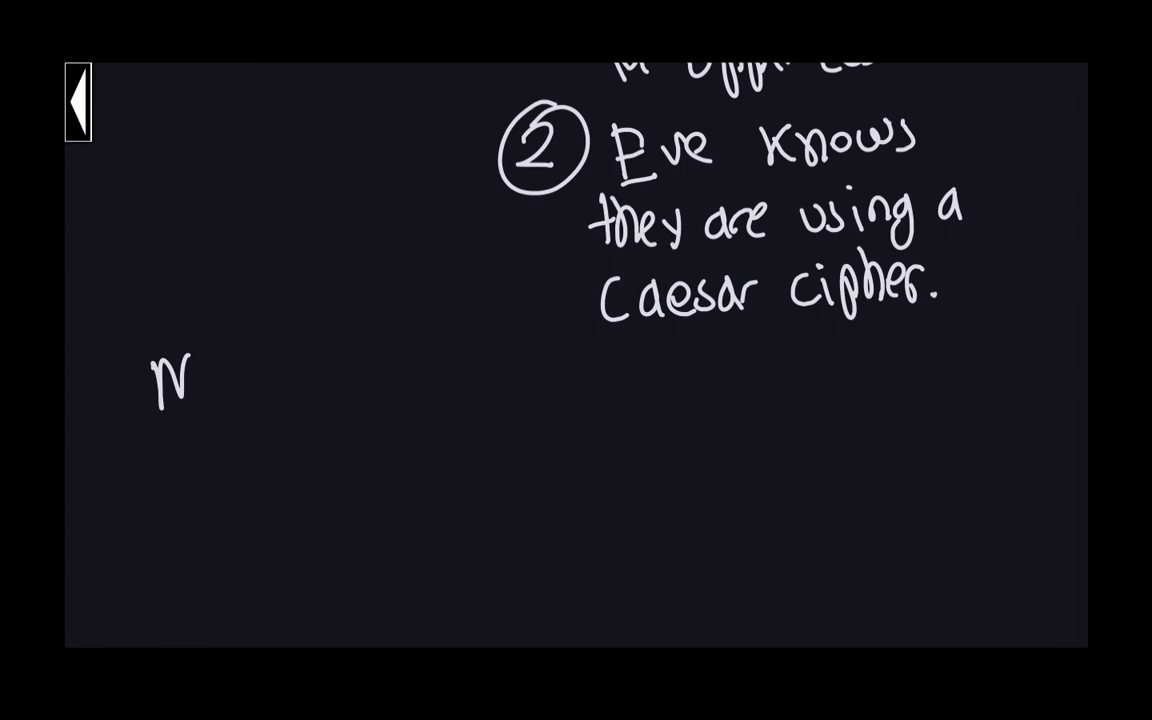 ② Eve knows
they are using a
Caesar cipher.
N